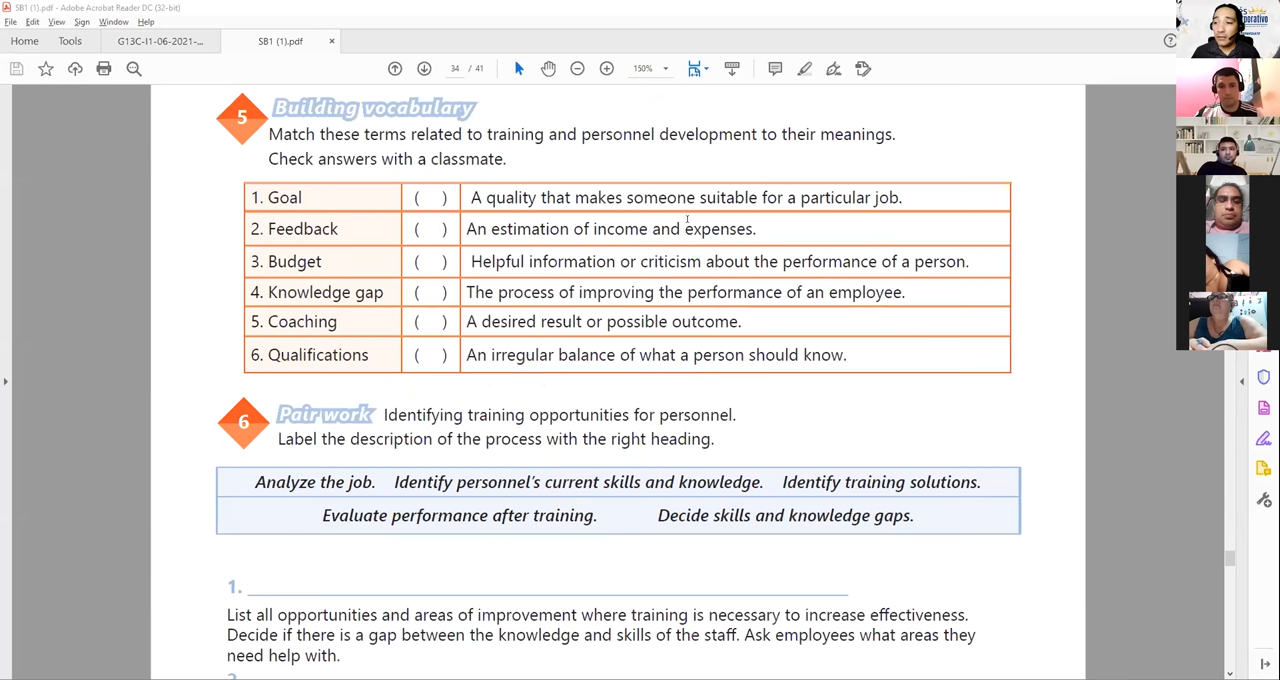 SB1 (1).pdf - Adobe Acrobat Reader DC (32-bit)
File Edit View Sign Window Help
Home Tools G13C-I1-06-2021-... SB1 (1).pdf ×
34 / 41 150%
5 Building vocabulary
Match these terms related to training and personnel development to their meanings.
Check answers with a classmate.
1. Goal ( ) A quality that makes someone suitable for a particular job.
2. Feedback ( ) An estimation of income and expenses.
3. Budget ( ) Helpful information or criticism about the performance of a person.
4. Knowledge gap ( ) The process of improving the performance of an employee.
5. Coaching ( ) A desired result or possible outcome.
6. Qualifications ( ) An irregular balance of what a person should know.
6 Pair work Identifying training opportunities for personnel.
Label the description of the process with the right heading.
Analyze the job. Identify personnel's current skills and knowledge. Identify training solutions.
Evaluate performance after training. Decide skills and knowledge gaps.
1.
List all opportunities and areas of improvement where training is necessary to increase effectiveness.
Decide if there is a gap between the knowledge and skills of the staff. Ask employees what areas they
need help with.